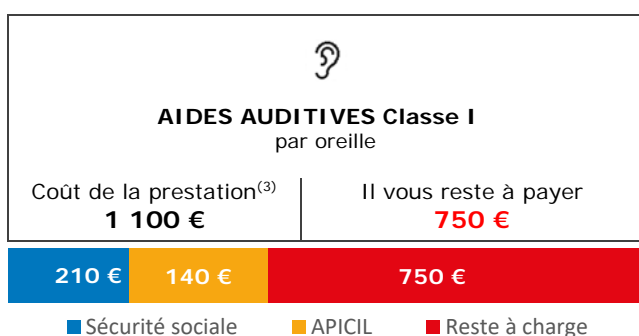 AIDES AUDITIVES Classe I
par oreille
Coût de la prestation(3)
1 100 €
Il vous reste à payer
750 €
210 € 140 € 750 €
Sécurité sociale APICIL Reste à charge